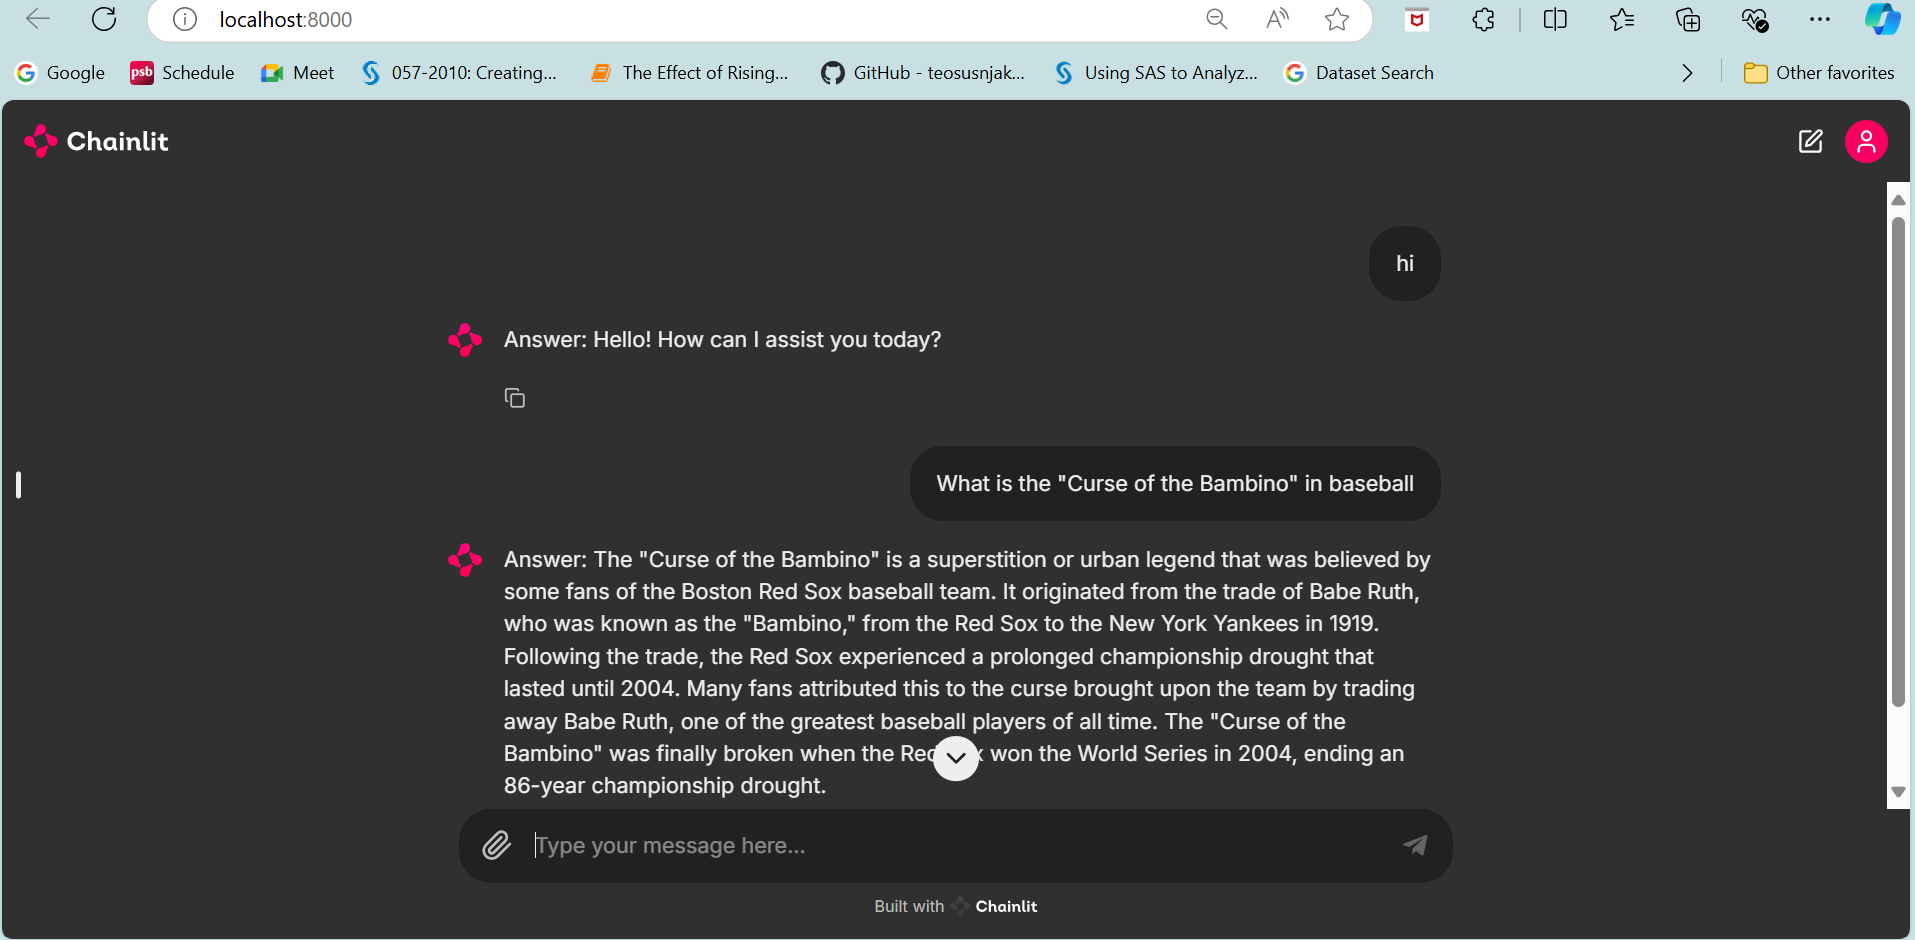 localhost:8000
Google
psb Schedule
Meet
057-2010: Creating...
The Effect of Rising...
GitHub - teosusnjak...
Using SAS to Analyz...
Dataset Search
Other favorites
Chainlit
hi
Answer: Hello! How can I assist you today?
What is the "Curse of the Bambino" in baseball
Answer: The "Curse of the Bambino" is a superstition or urban legend that was believed by
some fans of the Boston Red Sox baseball team. It originated from the trade of Babe Ruth,
who was known as the "Bambino," from the Red Sox to the New York Yankees in 1919.
Following the trade, the Red Sox experienced a prolonged championship drought that
lasted until 2004. Many fans attributed this to the curse brought upon the team by trading
away Babe Ruth, one of the greatest baseball players of all time. The "Curse of the
Bambino" was finally broken when the won the World Series in 2004, ending an
86-year championship drought.
Type your message here...
Built with Chainlit